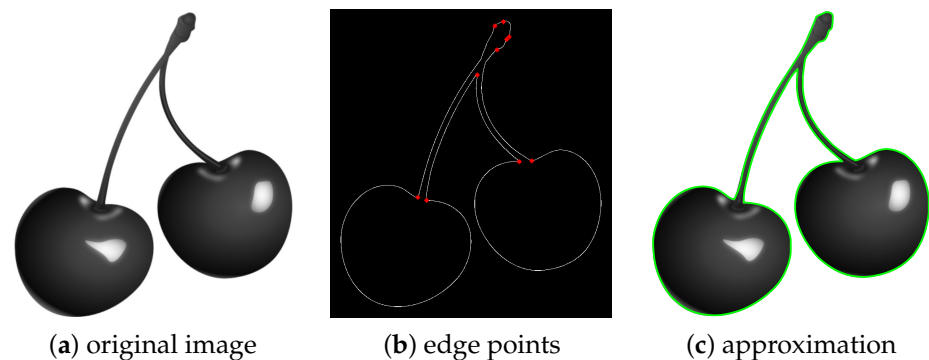 (a) original image
(b) edge points
(c) approximation